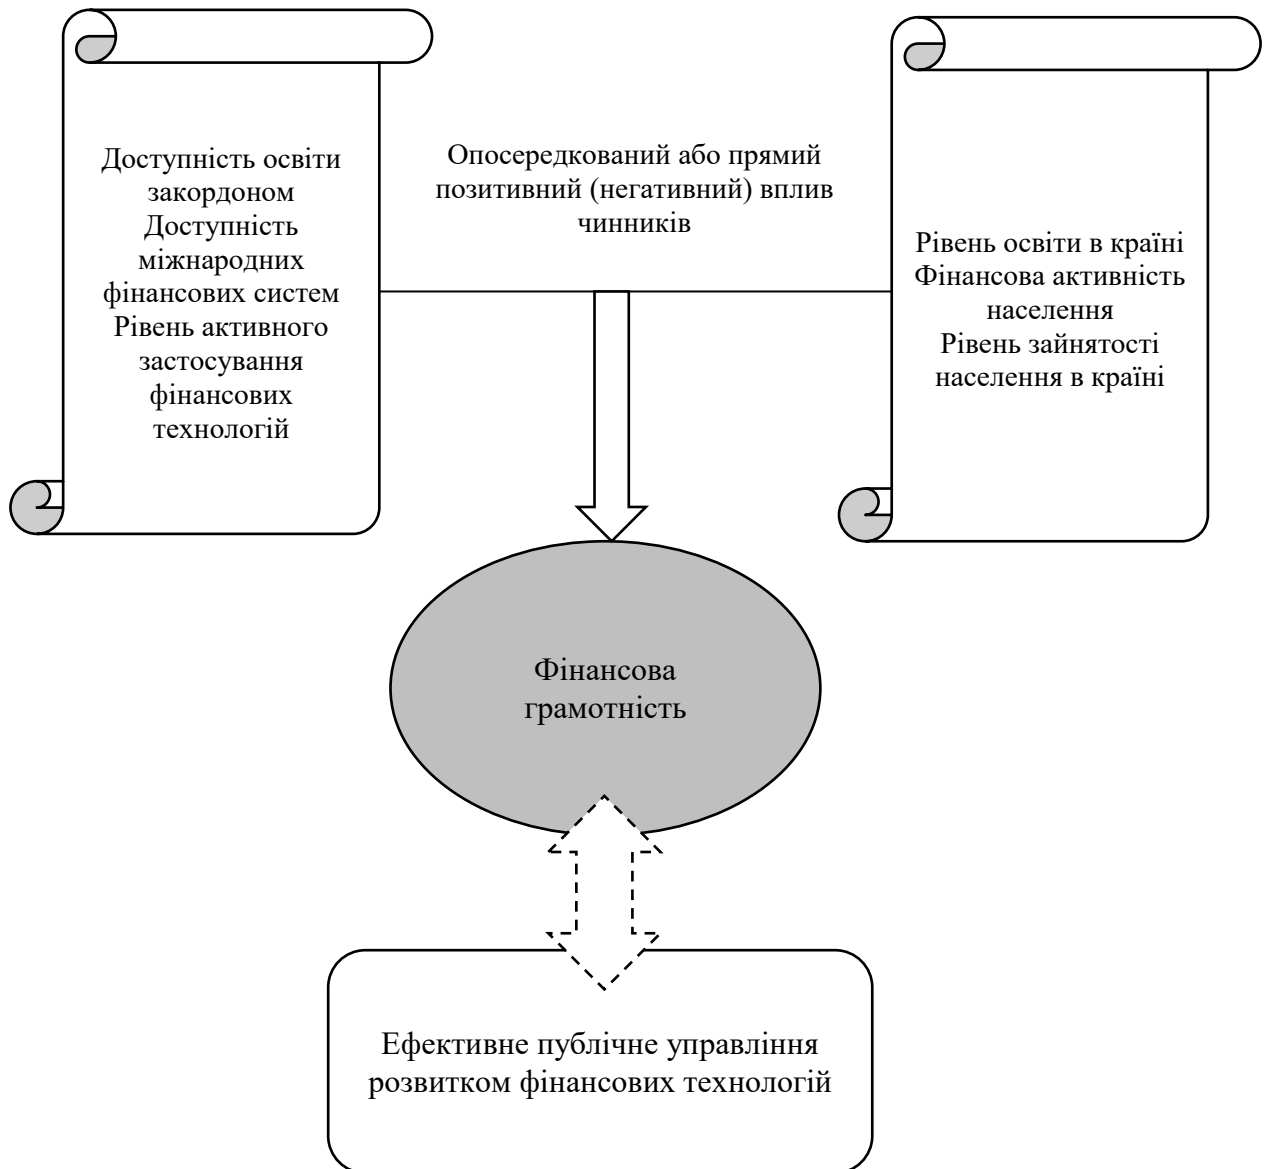 Доступність освіти
закордоном
Доступність
міжнародних
фінансових систем
Рівень активного
застосування
фінансових
технологій
Опосередкований або прямий
позитивний (негативний) вплив
чинників
Рівень освіти в країні
Фінансова активність
населення
Рівень зайнятості
населення в країні
Фінансова
грамотність
Ефективне публічне управління
розвитком фінансових технологій